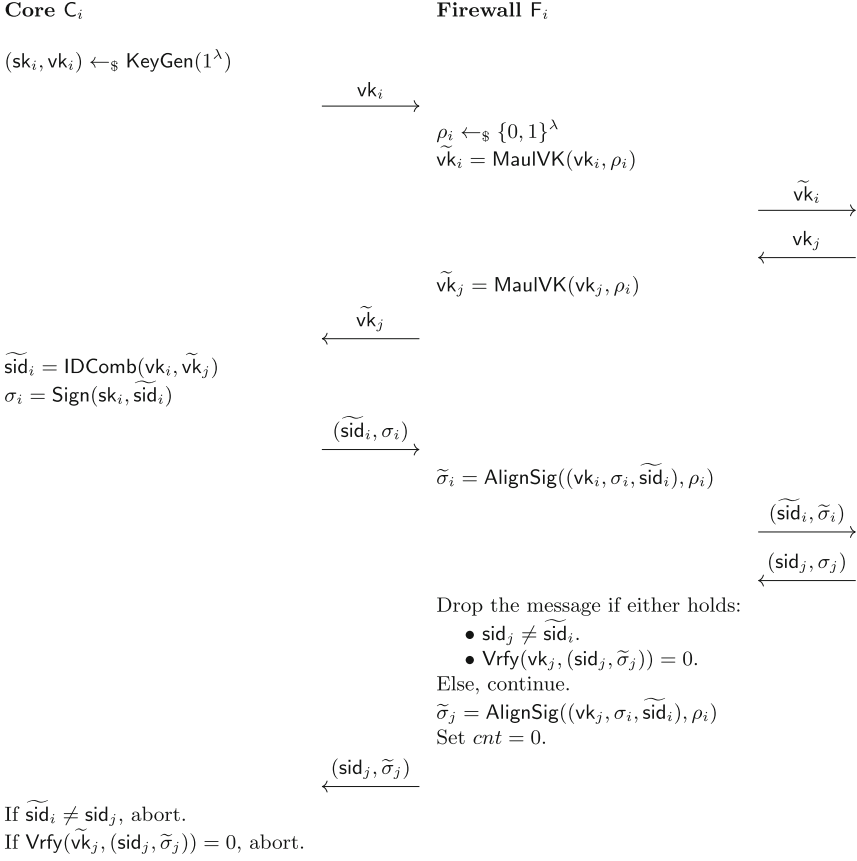 Core C_i Firewall F_i
(sk_i, vk_i) ←_$ KeyGen(1^λ)
vk_i
ρ_i ←_$ {0, 1}^λ
ṽk_i = MaulVK(vk_i, ρ_i)
ṽk_i
vk_j
ṽk_j = MaulVK(vk_j, ρ_i)
ṽk_j
s̃id_i = IDComb(vk_i, ṽk_j)
σ_i = Sign(sk_i, s̃id_i)
(s̃id_i, σ_i)
σ̃_i = AlignSig((vk_i, σ_i, s̃id_i), ρ_i)
(s̃id_i, σ̃_i)
(sid_j, σ_j)
Drop the message if either holds:
• sid_j ≠ s̃id_i.
• Vrfy(vk_j, (sid_j, σ̃_j)) = 0.
Else, continue.
σ̃_j = AlignSig((vk_j, σ_i, s̃id_i), ρ_i)
Set cnt = 0.
(sid_j, σ̃_j)
If s̃id_i ≠ sid_j, abort.
If Vrfy(ṽk_j, (sid_j, σ̃_j)) = 0, abort.